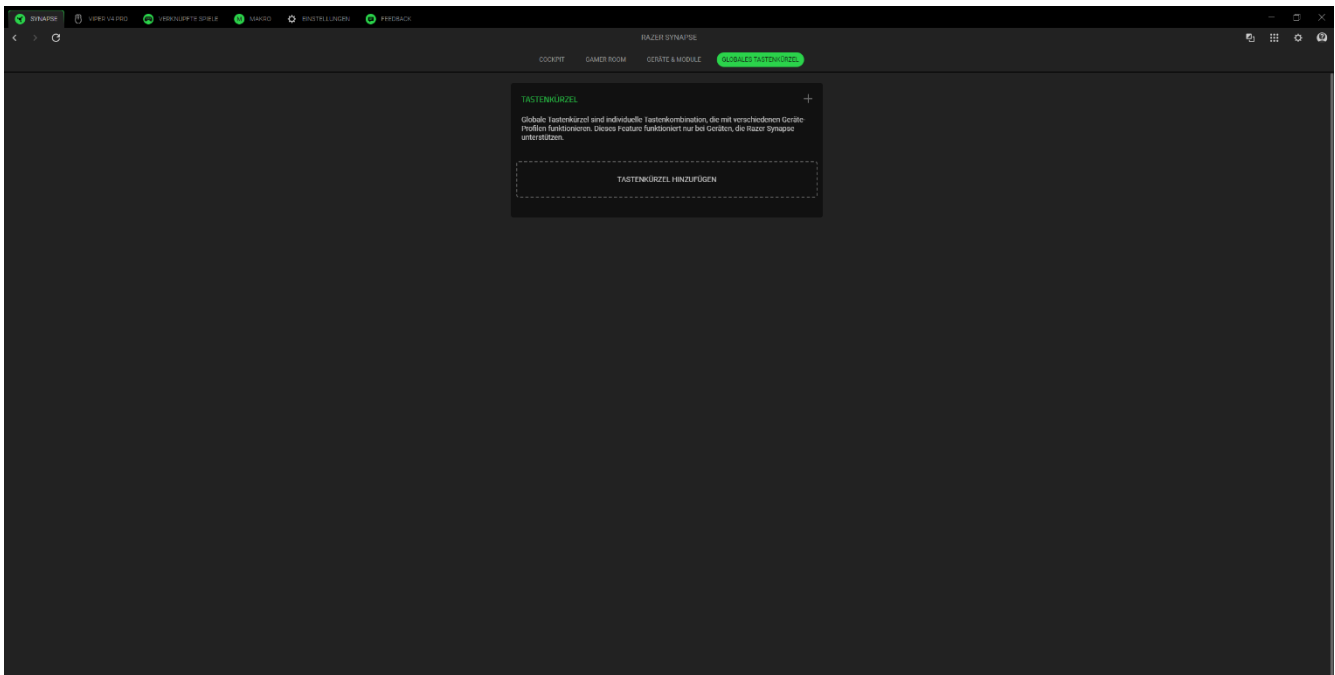 SYNAPSE VIPER V4 PRO VERKNÜPFTE SPIELE MAKRO EINSTELLUNGEN FEEDBACK
RAZER SYNAPSE
COCKPIT GAMER ROOM GERÄTE & MODULE GLOBALES TASTENKÜRZEL
TASTENKÜRZEL
Globale Tastenkürzel sind individuelle Tastenkombination, die mit verschiedenen Geräte-
Profilen funktionieren. Dieses Feature funktioniert nur bei Geräten, die Razer Synapse
unterstützen.
TASTENKÜRZEL HINZUFÜGEN